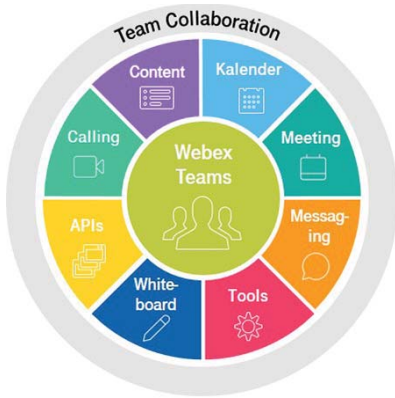 Team Collaboration
Content
Kalender
Calling
Webex
Teams
Meeting
APIs
Messag-
ing
White-
board
Tools